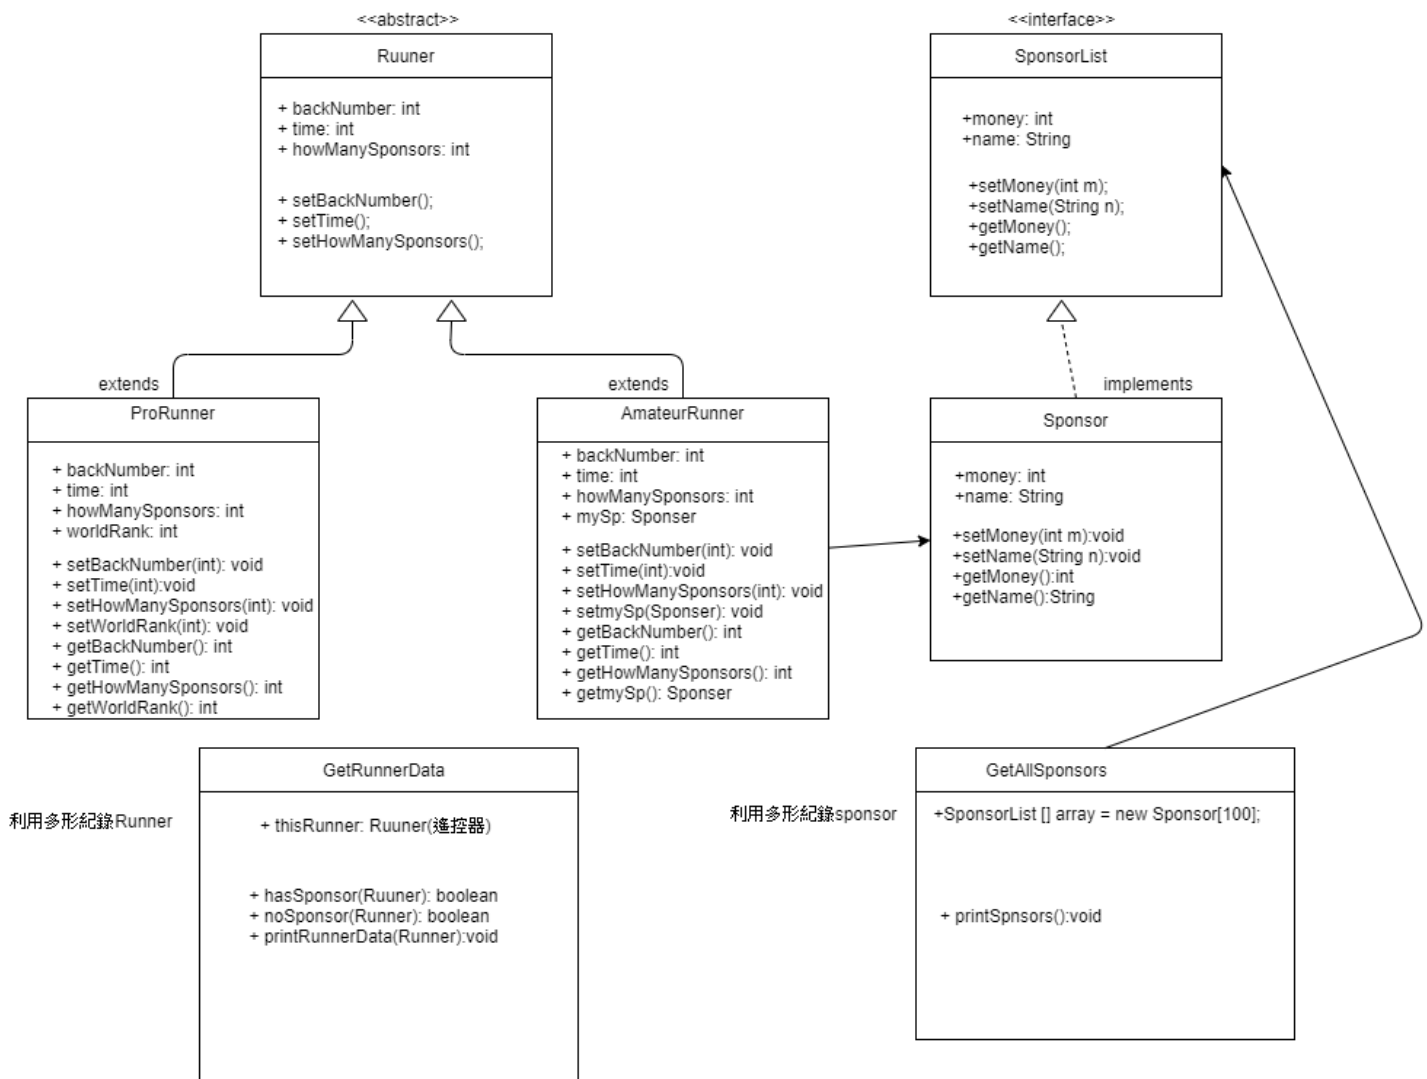 <<abstract>>
Ruuner
+ backNumber: int
+ time: int
+ howManySponsors: int
+ setBackNumber();
+ setTime();
+ setHowManySponsors();
<<interface>>
SponsorList
+money: int
+name: String
+setMoney(int m);
+setName(String n);
+getMoney();
+getName();
extends
ProRunner
+ backNumber: int
+ time: int
+ howManySponsors: int
+ worldRank: int
+ setBackNumber(int): void
+ setTime(int):void
+ setHowManySponsors(int): void
+ setWorldRank(int): void
+ getBackNumber(): int
+ getTime(): int
+ getHowManySponsors(): int
+ getWorldRank(): int
extends
AmateurRunner
+ backNumber: int
+ time: int
+ howManySponsors: int
+ mySp: Sponser
+ setBackNumber(int): void
+ setTime(int):void
+ setHowManySponsors(int): void
+ setmySp(Sponser): void
+ getBackNumber(): int
+ getTime(): int
+ getHowManySponsors(): int
+ getmySp(): Sponser
implements
Sponsor
+money: int
+name: String
+setMoney(int m):void
+setName(String n):void
+getMoney():int
+getName():String
利用多形紀錄Runner
GetRunnerData
+ thisRunner: Ruuner(遙控器)
+ hasSponsor(Ruuner): boolean
+ noSponsor(Runner): boolean
+ printRunnerData(Runner):void
利用多形紀錄sponsor
GetAllSponsors
+SponsorList [] array = new Sponsor[100];
+ printSpnsors():void